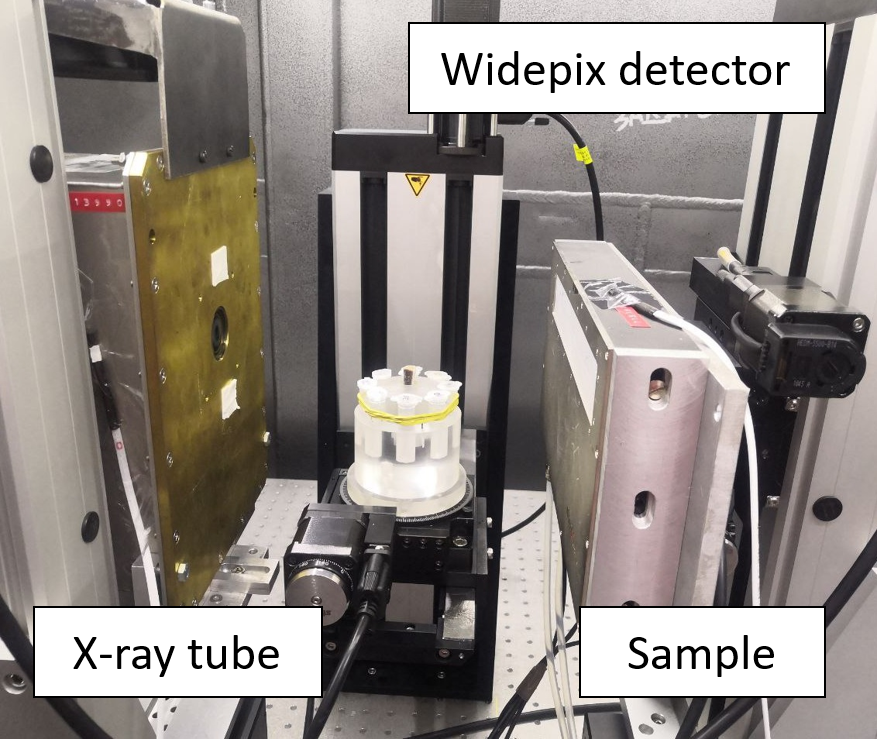 Widepix detector
13990
X-ray tube
Sample